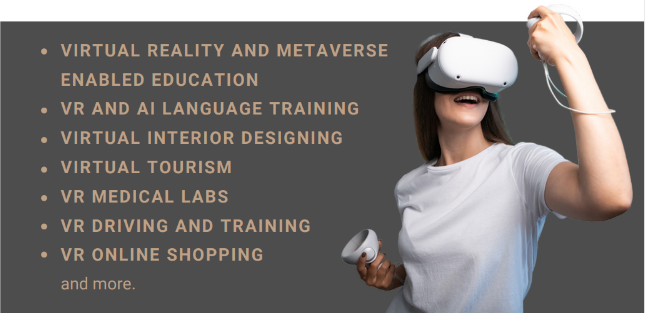 • VIRTUAL REALITY AND METAVERSE
ENABLED EDUCATION
• VR AND AI LANGUAGE TRAINING
• VIRTUAL INTERIOR DESIGNING
• VIRTUAL TOURISM
• VR MEDICAL LABS
• VR DRIVING AND TRAINING
• VR ONLINE SHOPPING
and more.